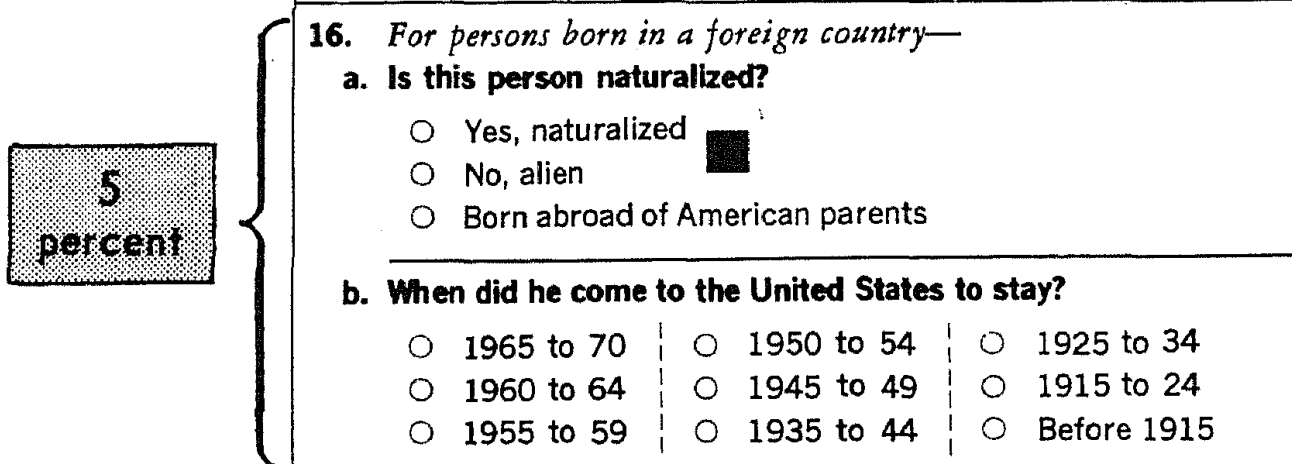 5
percent
16. For persons born in a foreign country—
a. Is this person naturalized?
○ Yes, naturalized
○ No, alien
○ Born abroad of American parents
b. When did he come to the United States to stay?
○ 1965 to 70 ○ 1950 to 54 ○ 1925 to 34
○ 1960 to 64 ○ 1945 to 49 ○ 1915 to 24
○ 1955 to 59 ○ 1935 to 44 ○ Before 1915